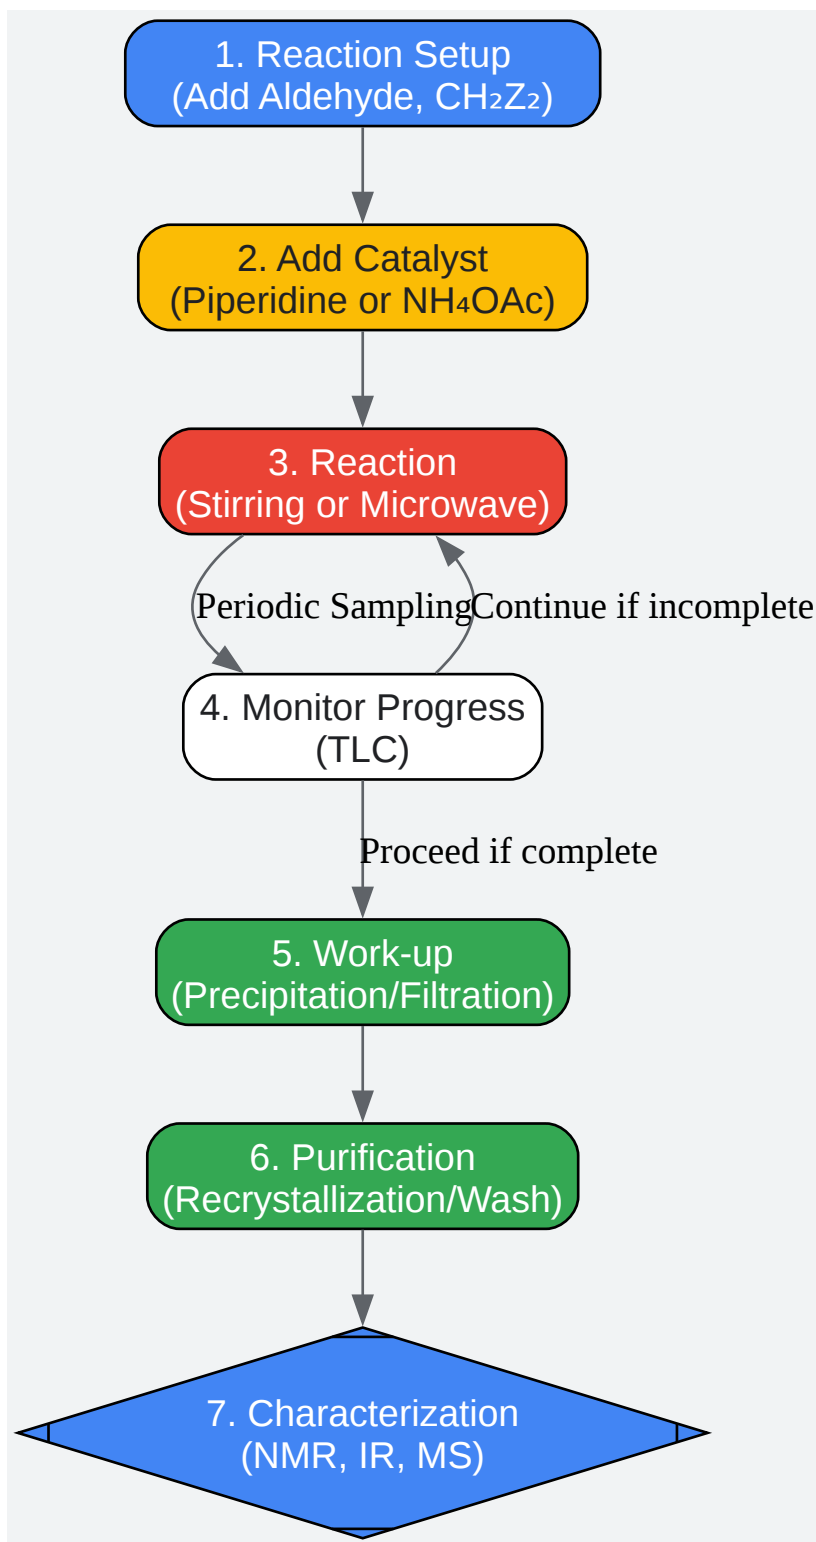 1. Reaction Setup
(Add Aldehyde, CH₂Z₂)
2. Add Catalyst
(Piperidine or NH₄OAc)
3. Reaction
(Stirring or Microwave)
Periodic Sampling
Continue if incomplete
4. Monitor Progress
(TLC)
Proceed if complete
5. Work-up
(Precipitation/Filtration)
6. Purification
(Recrystallization/Wash)
7. Characterization
(NMR, IR, MS)